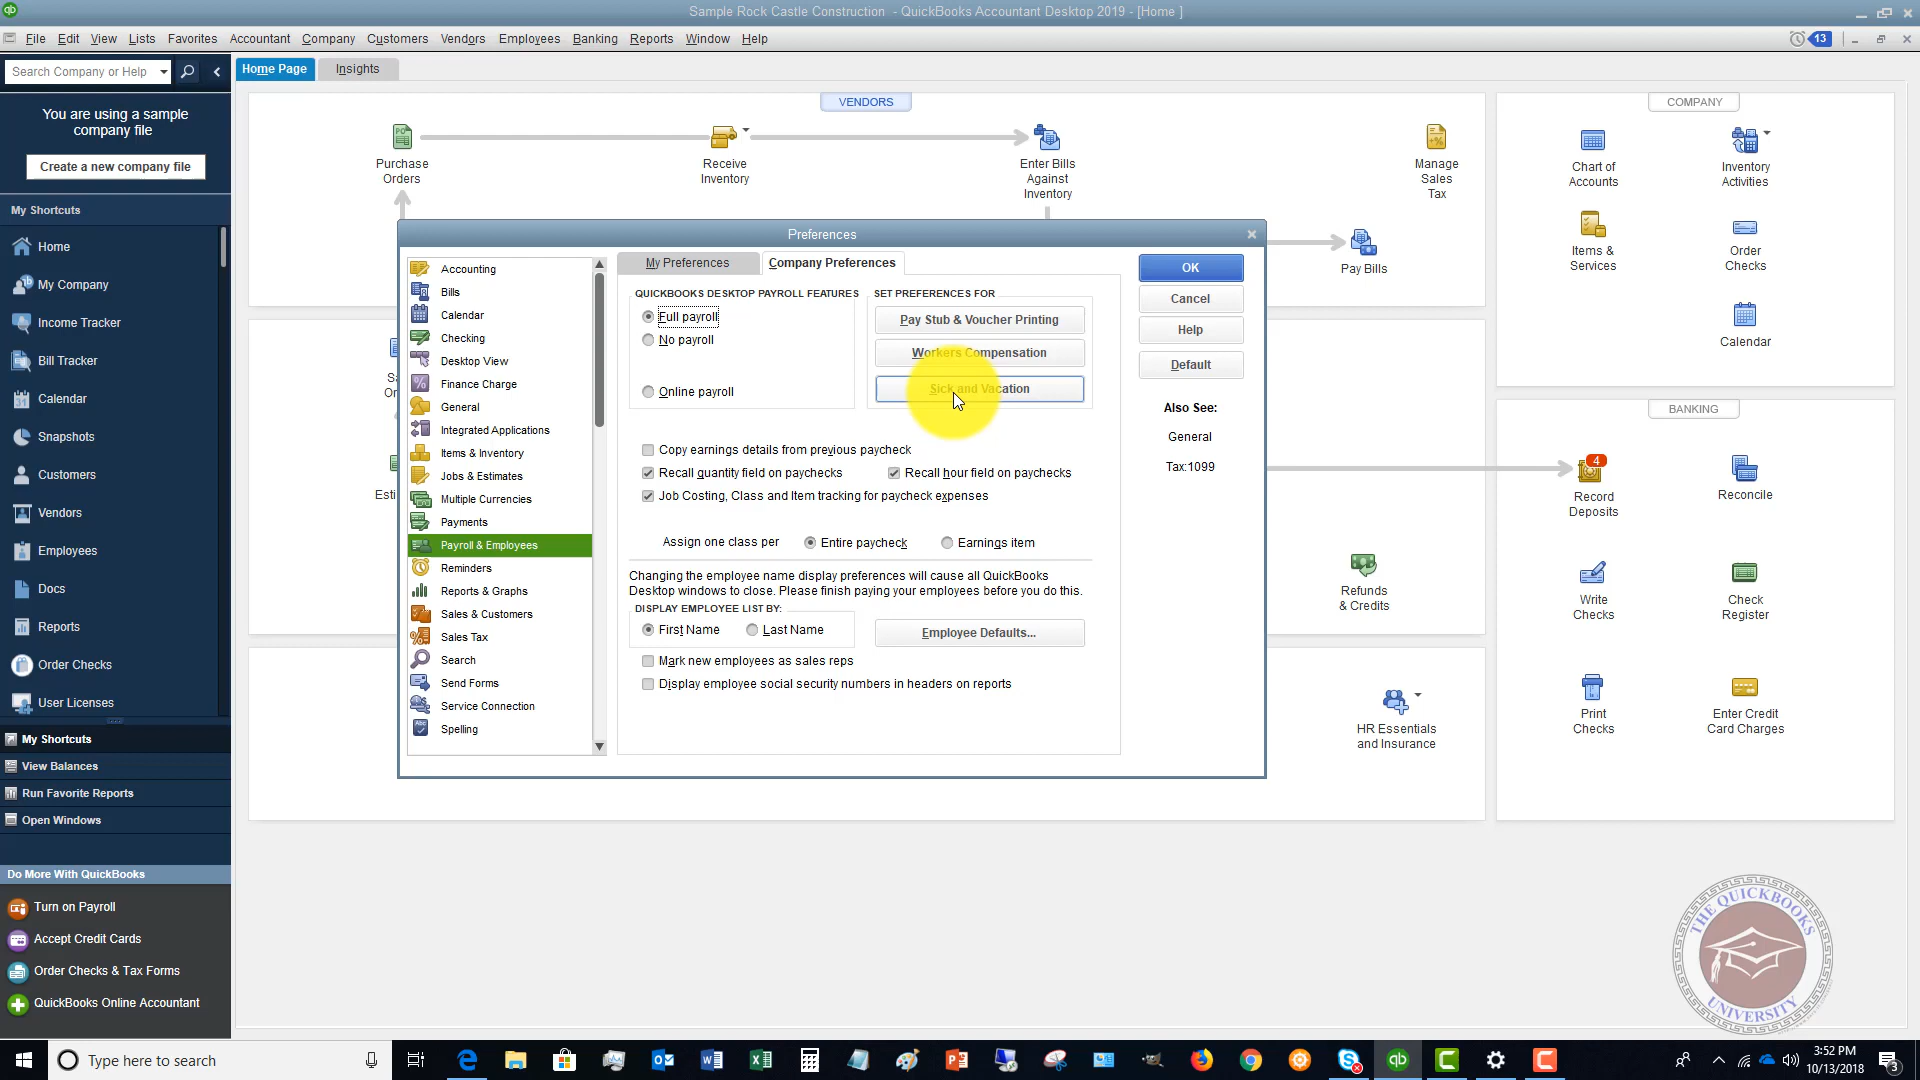 Sample Rock Castle Construction - QuickBooks Accountant Desktop 2019 - [Home ]
File Edit View Lists Favorites Accountant Company Customers Vendors Employees Banking Reports Window Help
13
Search Company or Help
Home Page
Insights
You are using a sample
company file
Create a new company file
My Shortcuts
Home
My Company
Income Tracker
Bill Tracker
Calendar
Snapshots
Customers
Vendors
Employees
Docs
Reports
Order Checks
User Licenses
My Shortcuts
View Balances
Run Favorite Reports
Open Windows
Do More With QuickBooks
Turn on Payroll
Accept Credit Cards
Order Checks & Tax Forms
QuickBooks Online Accountant
VENDORS
Purchase
Orders
Receive
Inventory
Enter Bills
Against
Inventory
Manage
Sales
Tax
Pay Bills
Refunds
& Credits
HR Essentials
and Insurance
COMPANY
Chart of
Accounts
Inventory
Activities
Items &
Services
Order
Checks
Calendar
BANKING
4
Record
Deposits
Reconcile
Write
Checks
Check
Register
Print
Checks
Enter Credit
Card Charges
Preferences
Accounting
Bills
Calendar
Checking
Desktop View
Finance Charge
General
Integrated Applications
Items & Inventory
Jobs & Estimates
Multiple Currencies
Payments
Payroll & Employees
Reminders
Reports & Graphs
Sales & Customers
Sales Tax
Search
Send Forms
Service Connection
Spelling
My Preferences
Company Preferences
QUICKBOOKS DESKTOP PAYROLL FEATURES
Full payroll
No payroll
Online payroll
SET PREFERENCES FOR
Pay Stub & Voucher Printing
Workers Compensation
Sick and Vacation
Copy earnings details from previous paycheck
Recall quantity field on paychecks
Recall hour field on paychecks
Job Costing, Class and Item tracking for paycheck expenses
Assign one class per
Entire paycheck
Earnings item
Changing the employee name display preferences will cause all QuickBooks
Desktop windows to close. Please finish paying your employees before you do this.
DISPLAY EMPLOYEE LIST BY:
First Name
Last Name
Employee Defaults...
Mark new employees as sales reps
Display employee social security numbers in headers on reports
OK
Cancel
Help
Default
Also See:
General
Tax:1099
THE QUICKBOOKS
UNIVERSITY
Type here to search
3:52 PM
10/13/2018
3